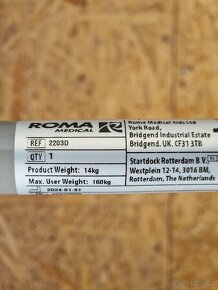 ROMA
MEDICAL
REF 2203D
QTY 1
Product Weight: 14kg
Max. User Weight: 160kg
2024-01-31
Roma Medical Aids Ltd
York Road,
Bridgend Industrial Estate
Bridgend, UK, CF31 3TB
Startdock Rotterdam B.V.
Westplein 12-14, 3016 BM,
Rotterdam, The Netherlands